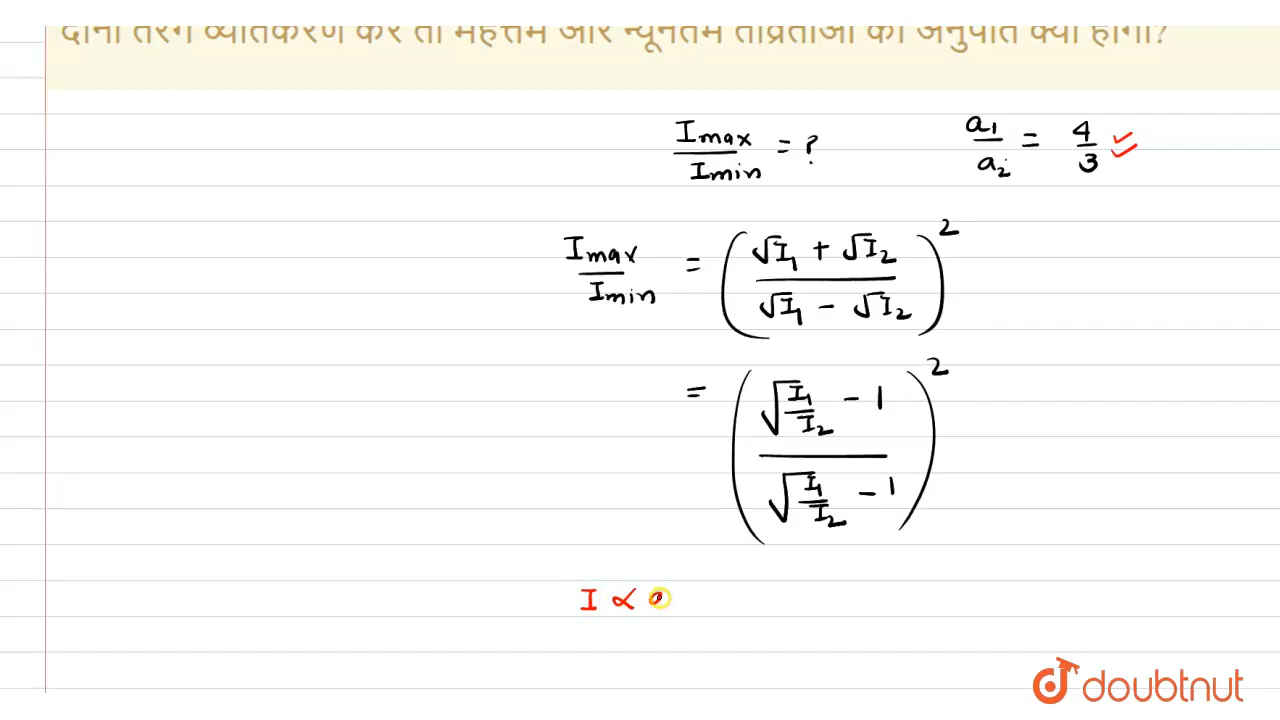 दोनों तरंगें व्यतिकरण करें तो महत्तम और न्यूनतम तीव्रताओं का अनुपात क्या होगा?
Imax/Imin = ? a1/a2 = 4/3
Imax/Imin = ((√I1 + √I2)/(√I1 - √I2))²
= ((√(I1/I2) - 1)/(√(I1/I2) - 1))²
I ∝
doubtnut